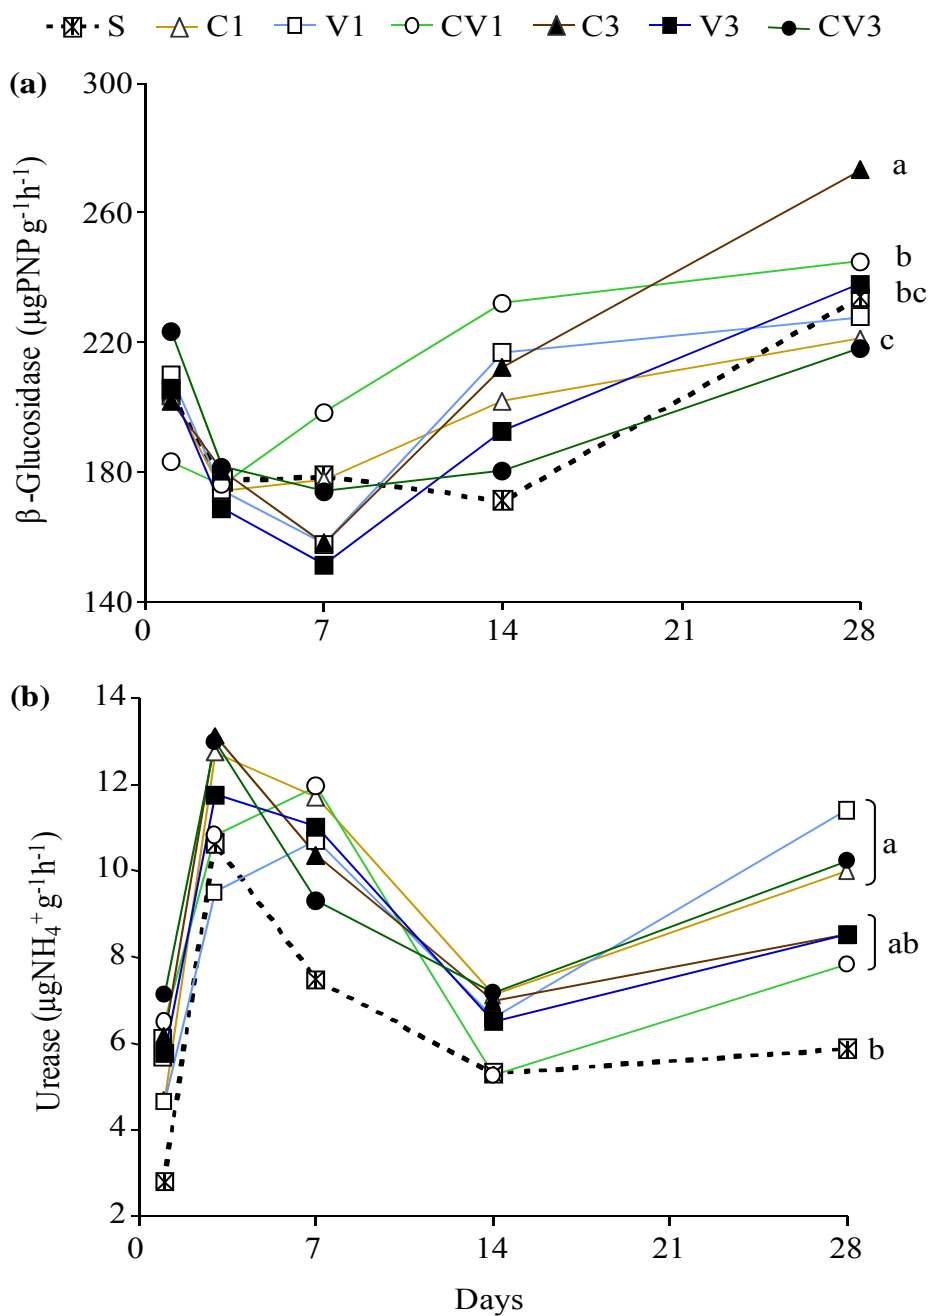 S C1 V1 CV1 C3 V3 CV3
(a)
300
260
220
180
140
β-Glucosidase (µgPNP g⁻¹h⁻¹)
a
b
bc
c
0 7 14 21 28
(b)
14
12
10
8
6
4
2
Urease (µgNH₄⁺g⁻¹h⁻¹)
a
ab
b
0 7 14 21 28
Days